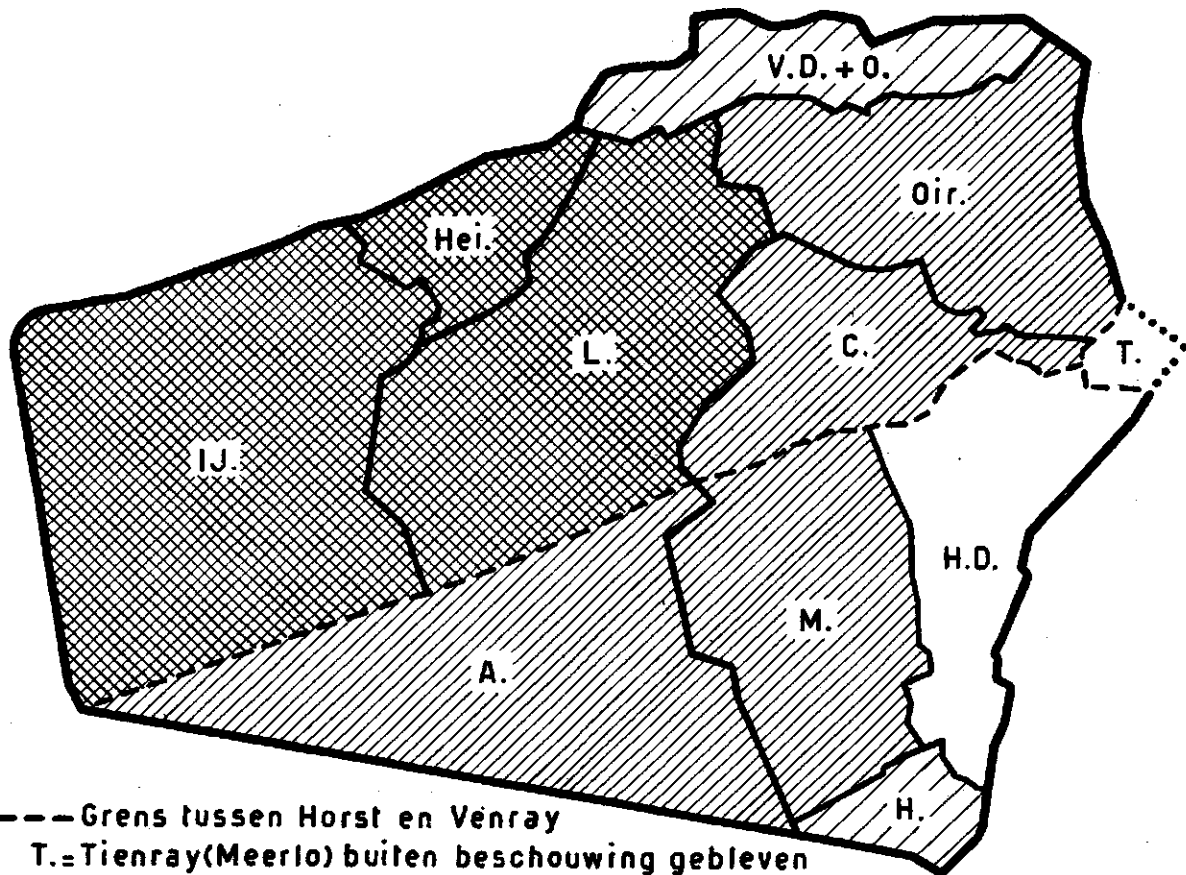 V.D. + O.
Oir.
Hei.
L.
C.
T.
IJ.
H.D.
M.
A.
H.
--- Grens tussen Horst en Venray
T.=Tienray(Meerlo) buiten beschouwing gebleven